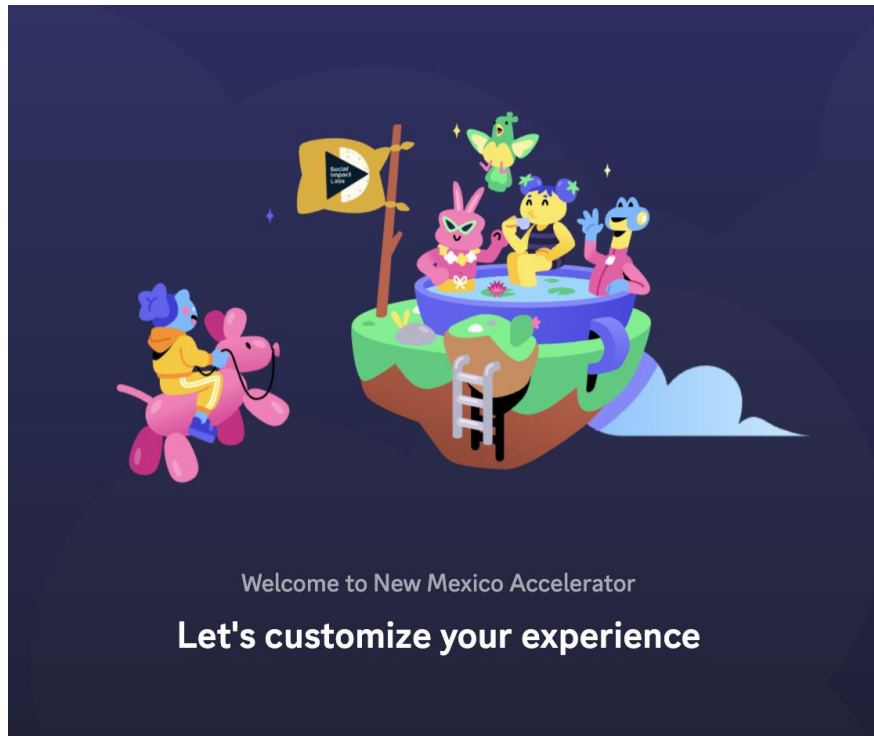 Social
Impact
Labs
Welcome to New Mexico Accelerator
Let's customize your experience